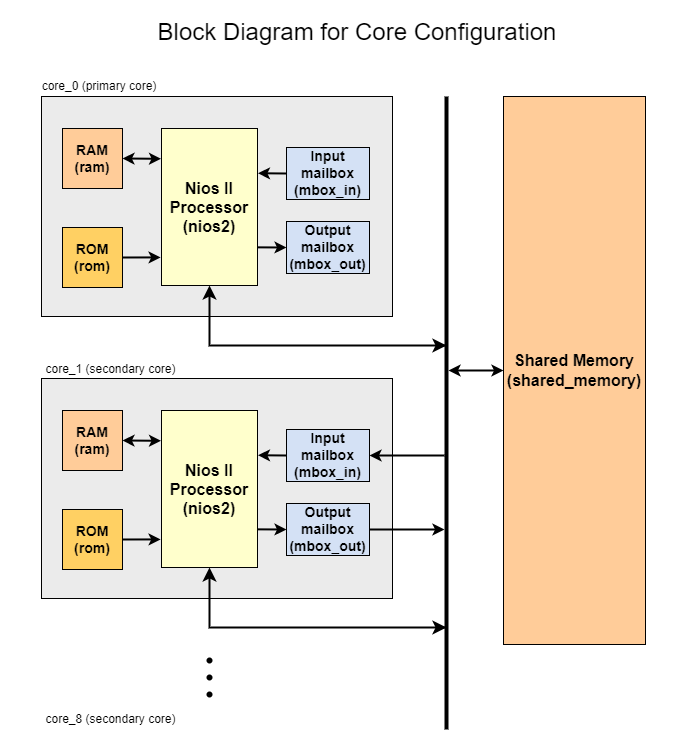 Block Diagram for Core Configuration
core_0 (primary core)
RAM
(ram)
ROM
(rom)
Nios II
Processor
(nios2)
Input
mailbox
(mbox_in)
Output
mailbox
(mbox_out)
Shared Memory
(shared_memory)
core_1 (secondary core)
RAM
(ram)
ROM
(rom)
Nios II
Processor
(nios2)
Input
mailbox
(mbox_in)
Output
mailbox
(mbox_out)
core_8 (secondary core)